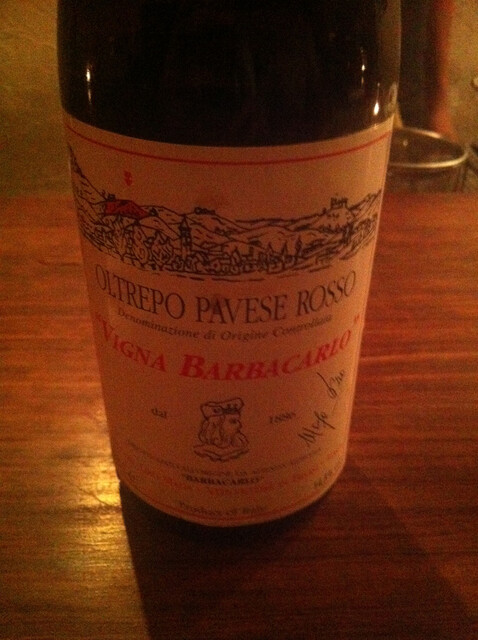 OLTREPO PAVESE ROSSO
Denominazione di Origine Controllata
"VIGNA BARBACARLO"
dal 1886
"BARBACARLO"
Product of Italy